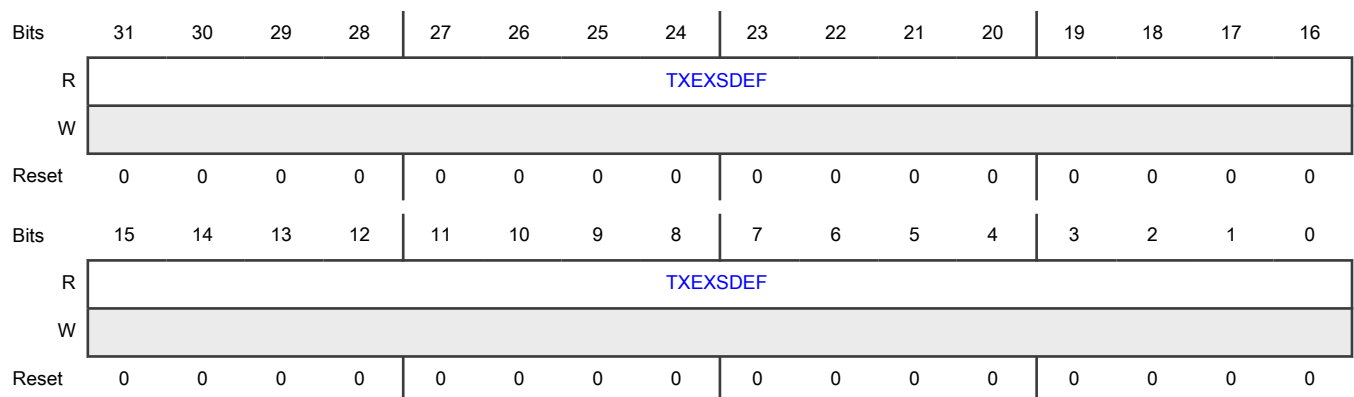 Bits 31 30 29 28 27 26 25 24 23 22 21 20 19 18 17 16
R TXEXSDEF
W
Reset 0 0 0 0 0 0 0 0 0 0 0 0 0 0 0 0
Bits 15 14 13 12 11 10 9 8 7 6 5 4 3 2 1 0
R TXEXSDEF
W
Reset 0 0 0 0 0 0 0 0 0 0 0 0 0 0 0 0